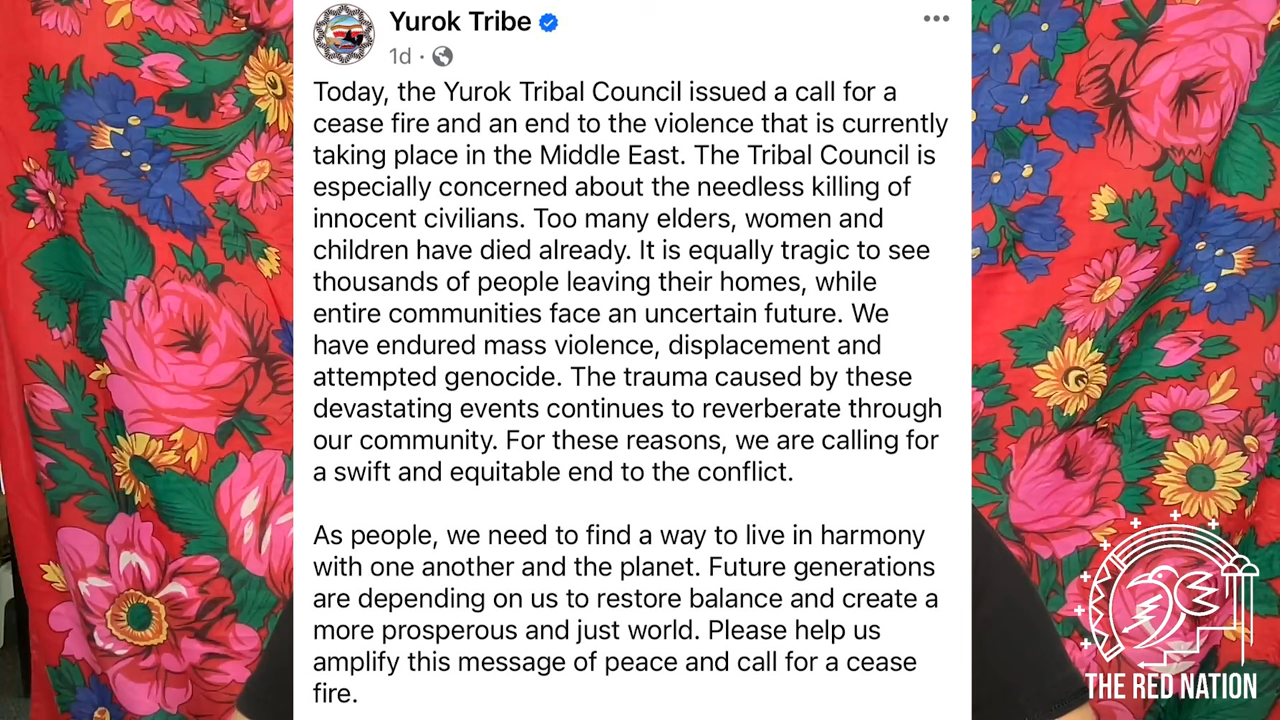 Yurok Tribe
1d ·
Today, the Yurok Tribal Council issued a call for a
cease fire and an end to the violence that is currently
taking place in the Middle East. The Tribal Council is
especially concerned about the needless killing of
innocent civilians. Too many elders, women and
children have died already. It is equally tragic to see
thousands of people leaving their homes, while
entire communities face an uncertain future. We
have endured mass violence, displacement and
attempted genocide. The trauma caused by these
devastating events continues to reverberate through
our community. For these reasons, we are calling for
a swift and equitable end to the conflict.
As people, we need to find a way to live in harmony
with one another and the planet. Future generations
are depending on us to restore balance and create a
more prosperous and just world. Please help us
amplify this message of peace and call for a cease
fire.
THE RED NATION